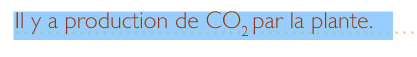 Il y a production de CO₂ par la plante.